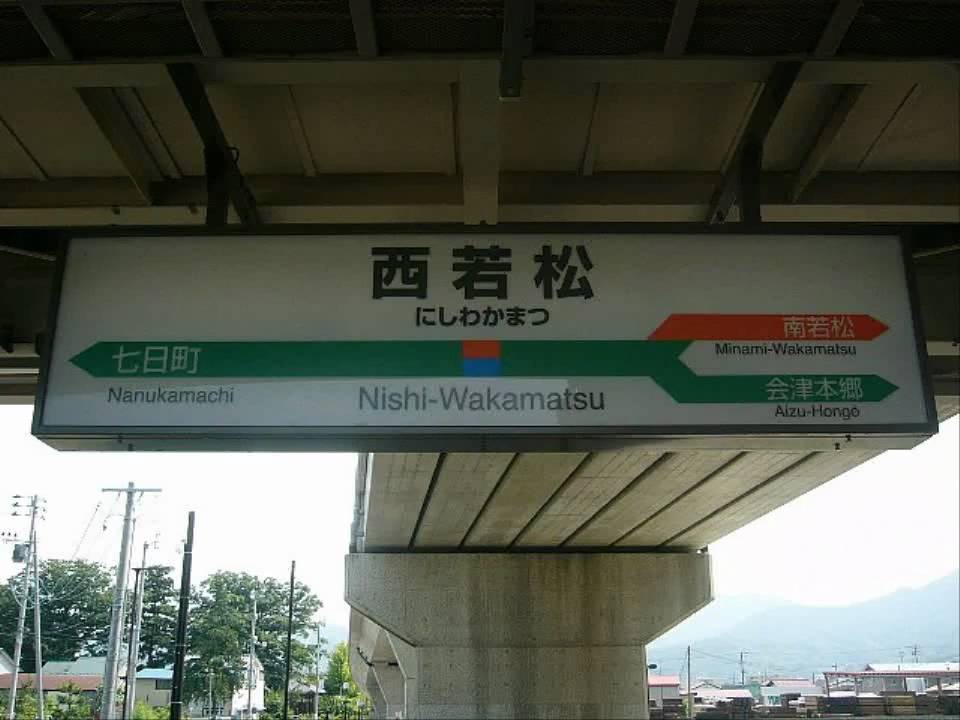 西若松
にしわかまつ
七日町
Nanukamachi
Nishi-Wakamatsu
南若松
Minami-Wakamatsu
会津本郷
Aizu-Hongō